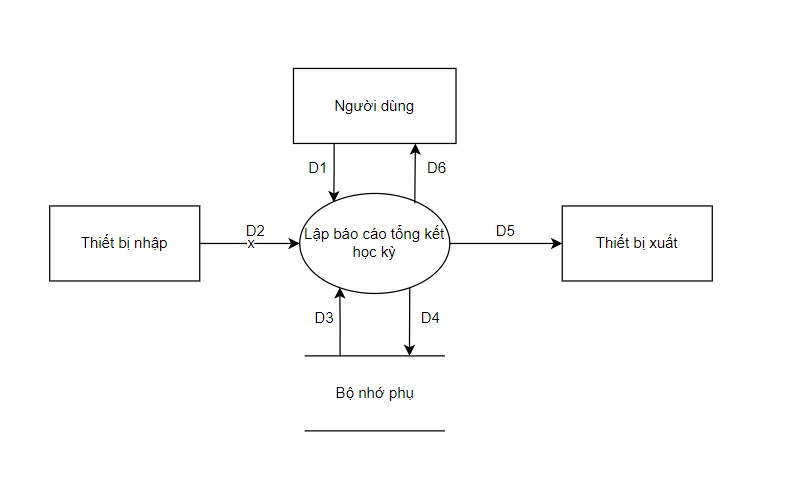 Người dùng
D1
D6
Thiết bị nhập
D2
x
Lập báo cáo tổng kết
học kỳ
D5
Thiết bị xuất
D3
D4
Bộ nhớ phụ